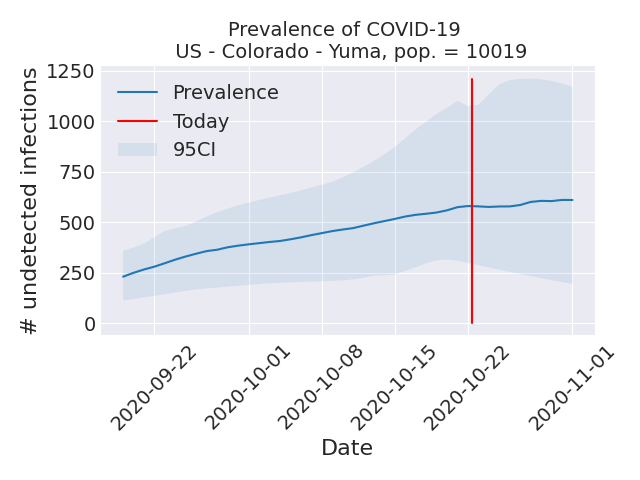 Prevalence of COVID-19
US - Colorado - Yuma, pop. = 10019
# undetected infections
1250
1000
750
500
250
0
Prevalence
Today
95CI
2020-09-22
2020-10-01
2020-10-08
2020-10-15
2020-10-22
2020-11-01
Date